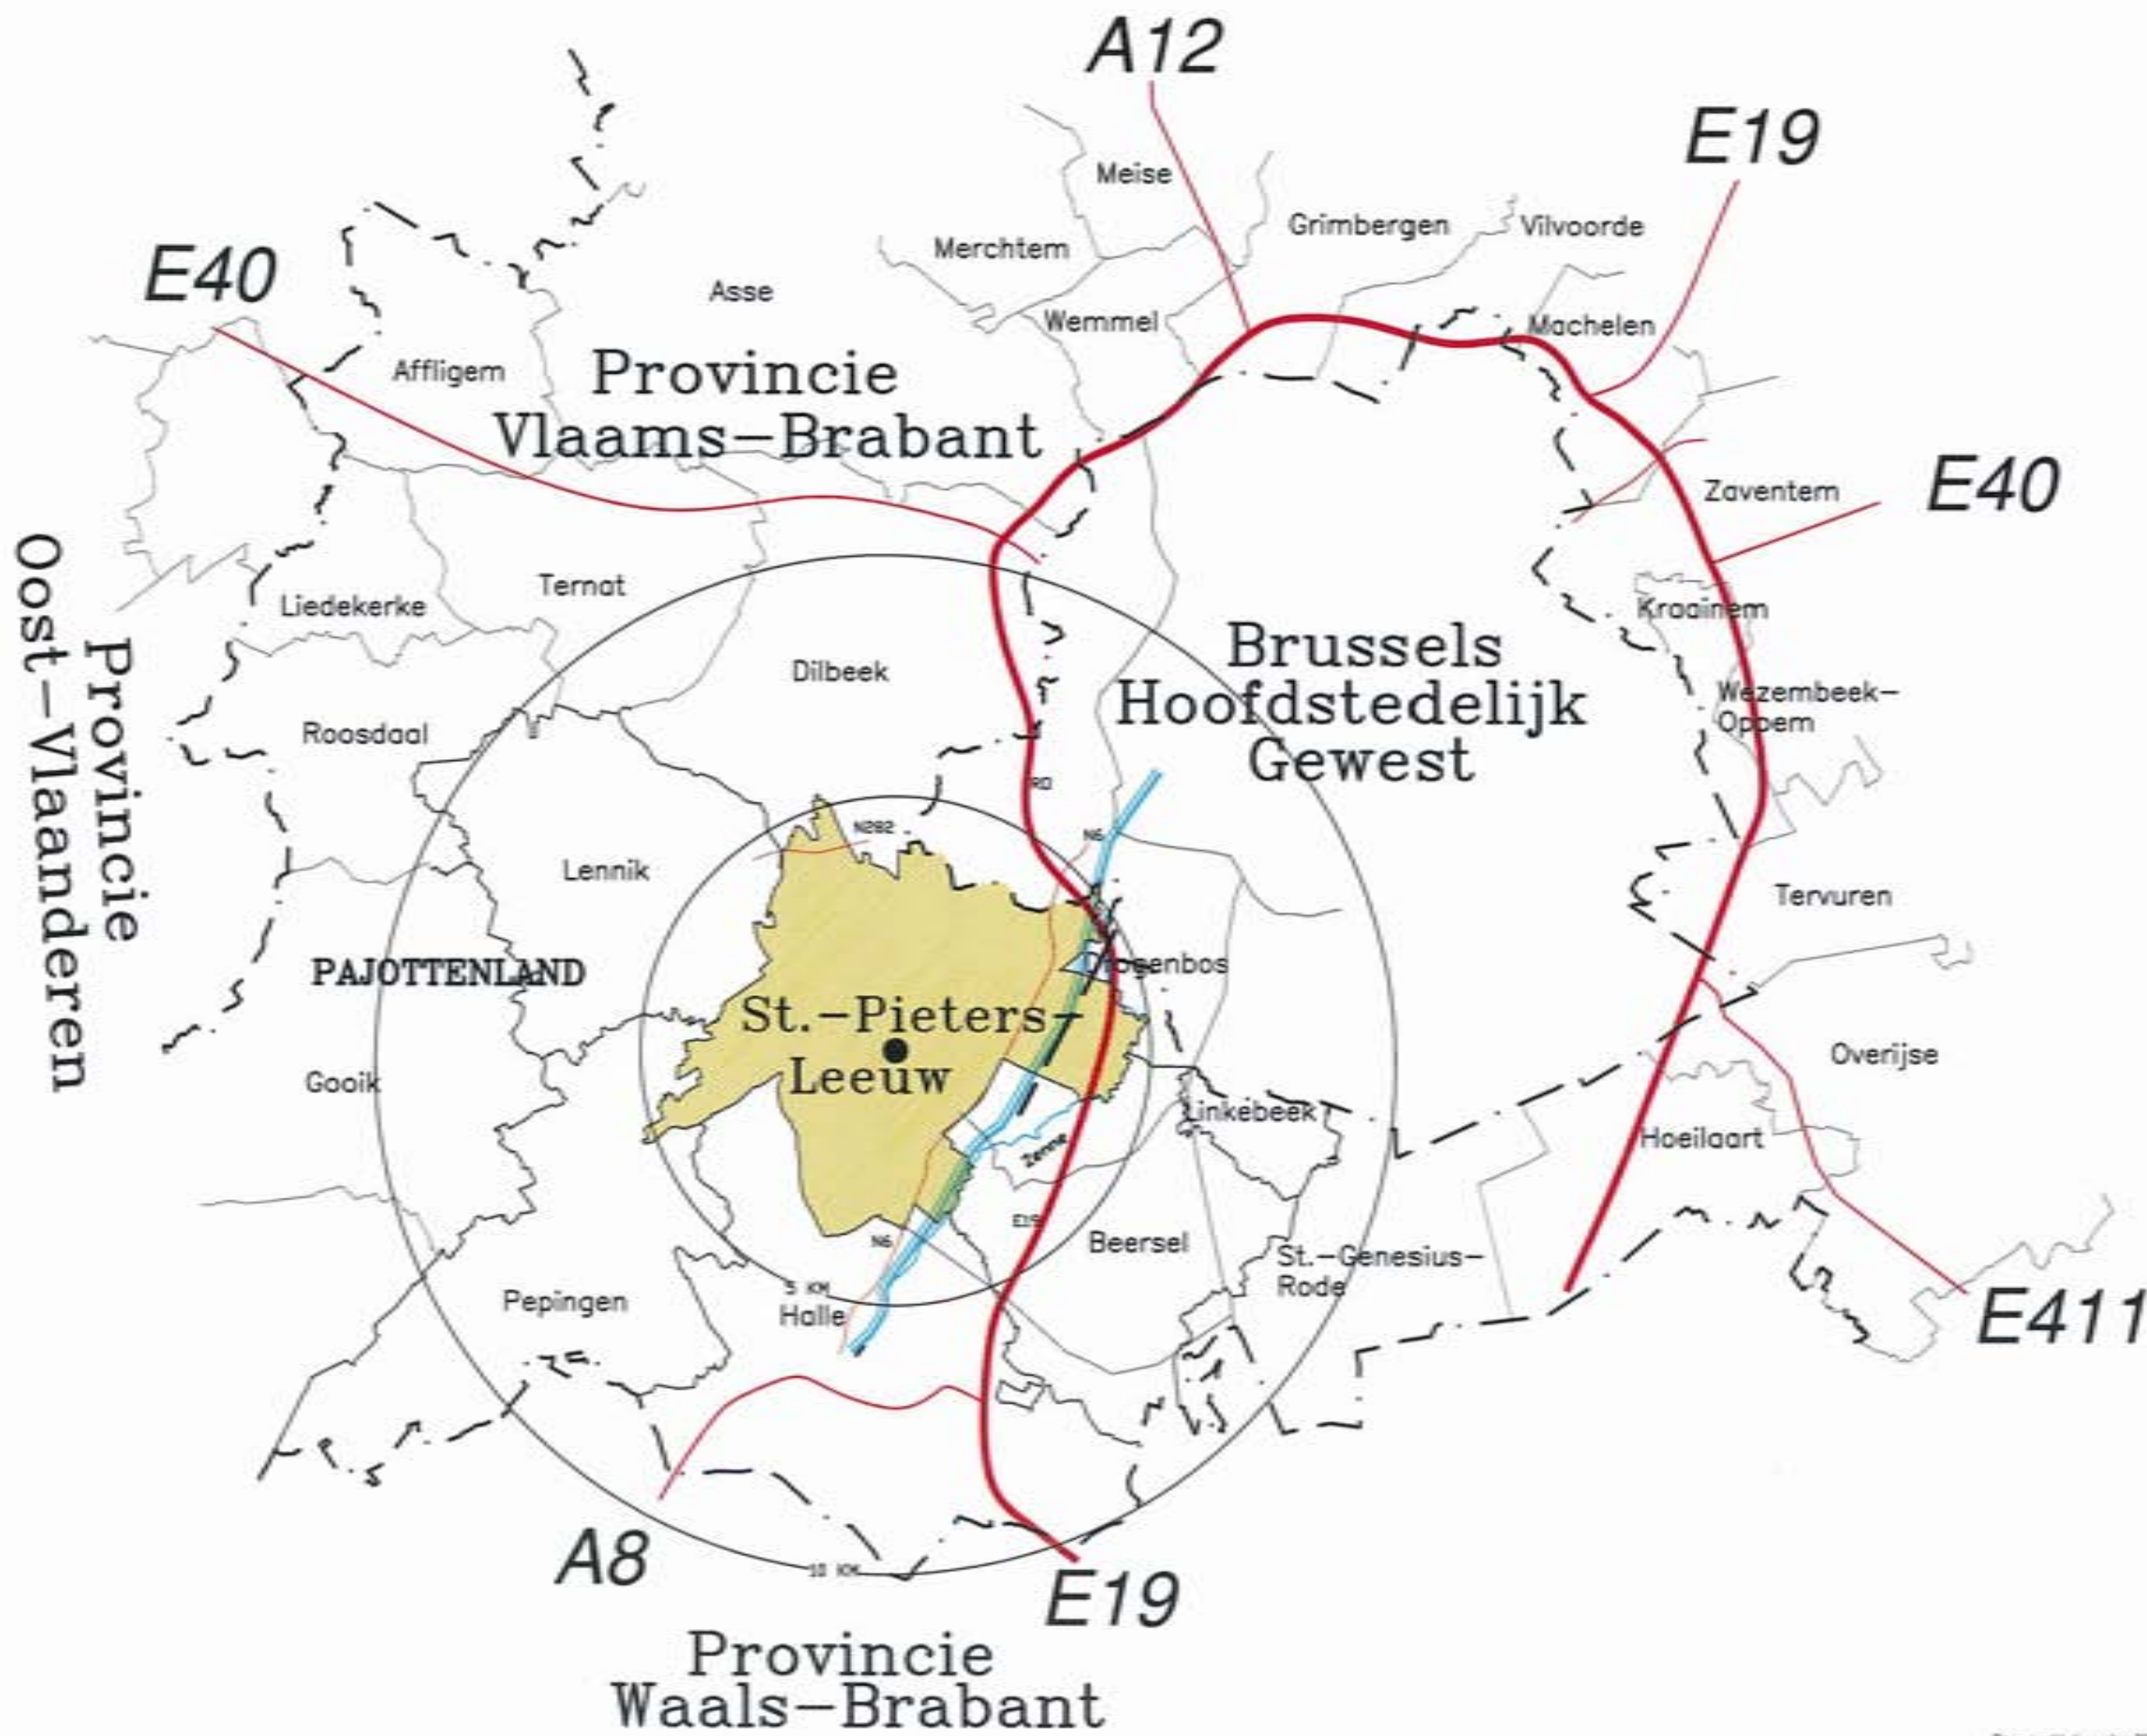 A12
E19
Meise
Grimbergen
Vilvoorde
Merchtem
E40
Asse
Wemmel
Machelen
Affligem
Provincie
Vlaams-Brabant
E40
Zaventem
Provincie
Oost-Vlaanderen
Ternat
Liedekerke
Kraainem
Brussels
Hoofdstedelijk
Gewest
Dilbeek
Wezembeek-
Oppem
Roosdaal
R0
N282
N6
Lennik
Tervuren
PAJOTTENLAND
Drogenbos
St.-Pieters-
Leeuw
Overijse
Gooik
Linkebeek
Hoeilaart
Zenne
E19
N6
Beersel
St.-Genesius-
Rode
5 KM
Pepingen
Halle
E411
A8
10 KM
E19
Provincie
Waals-Brabant